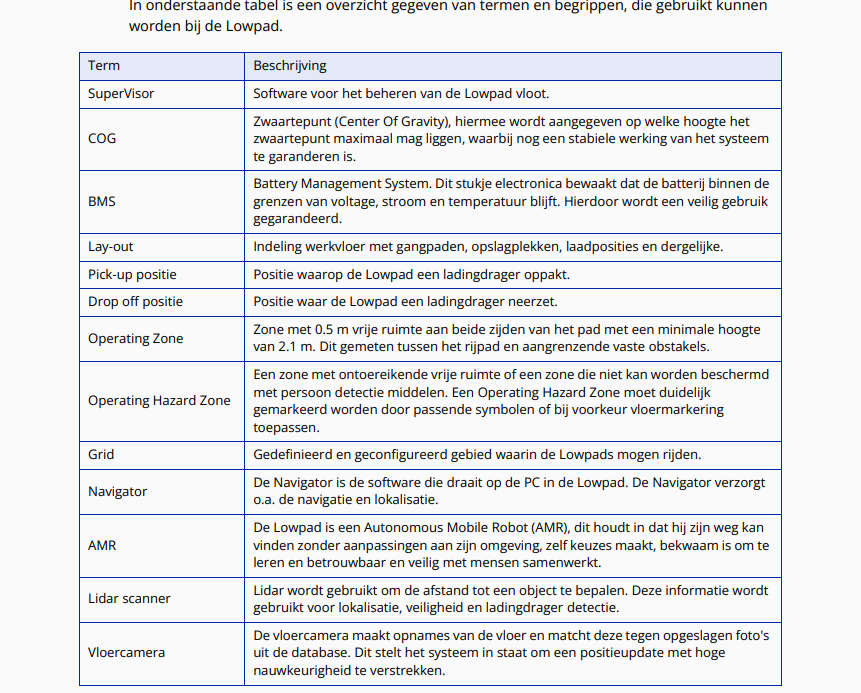 In onderstaande tabel is een overzicht gegeven van termen en begrippen, die gebruikt kunnen
worden bij de Lowpad.
Term Beschrijving
SuperVisor Software voor het beheren van de Lowpad vloot.
COG Zwaartepunt (Center Of Gravity), hiermee wordt aangegeven op welke hoogte het
zwaartepunt maximaal mag liggen, waarbij nog een stabiele werking van het systeem
te garanderen is.
BMS Battery Management System. Dit stukje electronica bewaakt dat de batterij binnen de
grenzen van voltage, stroom en temperatuur blijft. Hierdoor wordt een veilig gebruik
gegarandeerd.
Lay-out Indeling werkvloer met gangpaden, opslagplekken, laadposities en dergelijke.
Pick-up positie Positie waarop de Lowpad een ladingdrager oppakt.
Drop off positie Positie waar de Lowpad een ladingdrager neerzet.
Operating Zone Zone met 0.5 m vrije ruimte aan beide zijden van het pad met een minimale hoogte
van 2.1 m. Dit gemeten tussen het rijpad en aangrenzende vaste obstakels.
Operating Hazard Zone Een zone met ontoereikende vrije ruimte of een zone die niet kan worden beschermd
met persoon detectie middelen. Een Operating Hazard Zone moet duidelijk
gemarkeerd worden door passende symbolen of bij voorkeur vloermarkering
toepassen.
Grid Gedefinieerd en geconfigureerd gebied waarin de Lowpads mogen rijden.
Navigator De Navigator is de software die draait op de PC in de Lowpad. De Navigator verzorgt
o.a. de navigatie en lokalisatie.
AMR De Lowpad is een Autonomous Mobile Robot (AMR), dit houdt in dat hij zijn weg kan
vinden zonder aanpassingen aan zijn omgeving, zelf keuzes maakt, bekwaam is om te
leren en betrouwbaar en veilig met mensen samenwerkt.
Lidar scanner Lidar wordt gebruikt om de afstand tot een object te bepalen. Deze informatie wordt
gebruikt voor lokalisatie, veiligheid en ladingdrager detectie.
Vloercamera De vloercamera maakt opnames van de vloer en matcht deze tegen opgeslagen foto's
uit de database. Dit stelt het systeem in staat om een positieupdate met hoge
nauwkeurigheid te verstrekken.